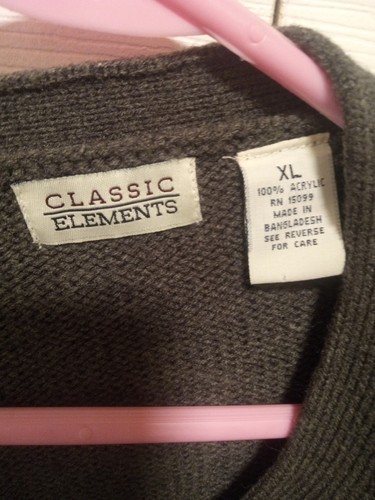 CLASSIC
ELEMENTS
XL
100% ACRYLIC
RN 15099
MADE IN
BANGLADESH
SEE REVERSE
FOR CARE